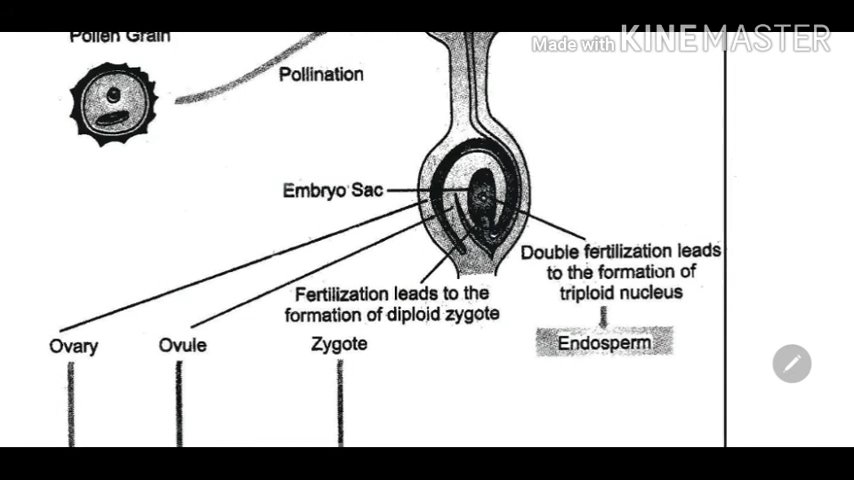 Made with KINEMASTER
Pollen Grain
Pollination
Embryo Sac
Double fertilization leads
to the formation of
triploid nucleus
Fertilization leads to the
formation of diploid zygote
Ovary
Ovule
Zygote
Endosperm